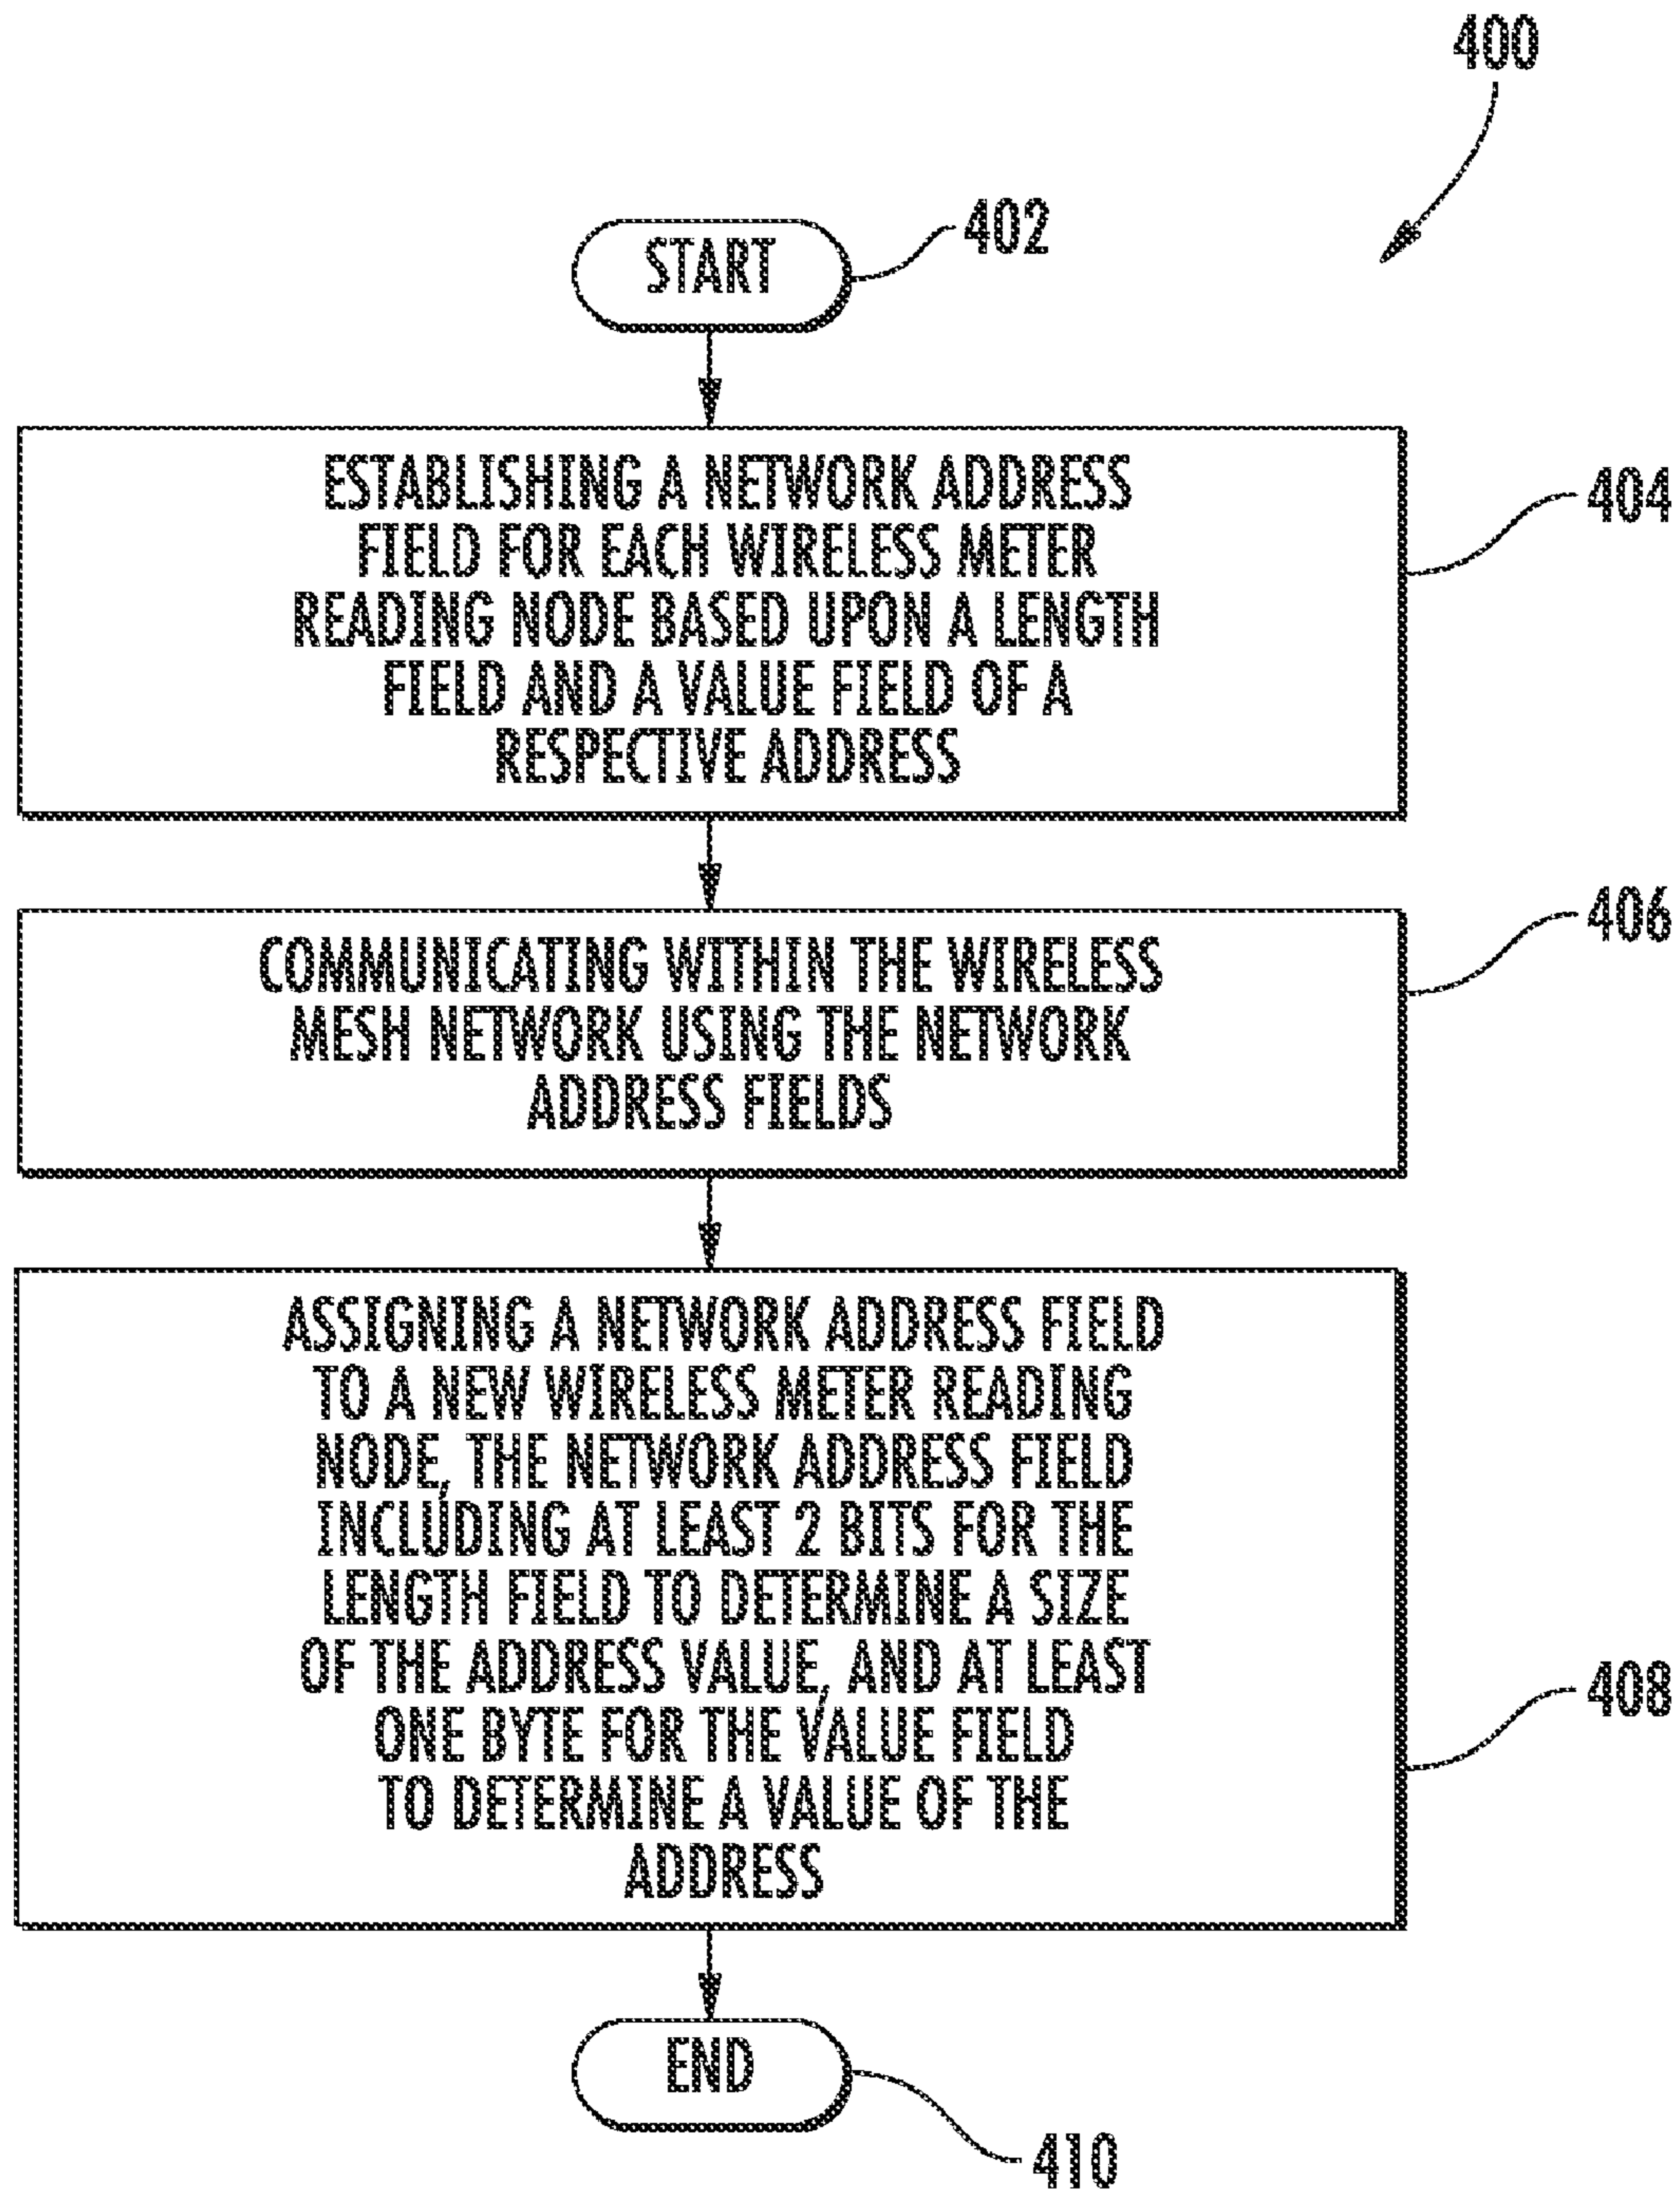 400
START
402
ESTABLISHING A NETWORK ADDRESS
FIELD FOR EACH WIRELESS METER
READING NODE BASED UPON A LENGTH
FIELD AND A VALUE FIELD OF A
RESPECTIVE ADDRESS
404
COMMUNICATING WITHIN THE WIRELESS
MESH NETWORK USING THE NETWORK
ADDRESS FIELDS
406
ASSIGNING A NETWORK ADDRESS FIELD
TO A NEW WIRELESS METER READING
NODE, THE NETWORK ADDRESS FIELD
INCLUDING AT LEAST 2 BITS FOR THE
LENGTH FIELD TO DETERMINE A SIZE
OF THE ADDRESS VALUE, AND AT LEAST
ONE BYTE FOR THE VALUE FIELD
TO DETERMINE A VALUE OF THE
ADDRESS
408
END
410